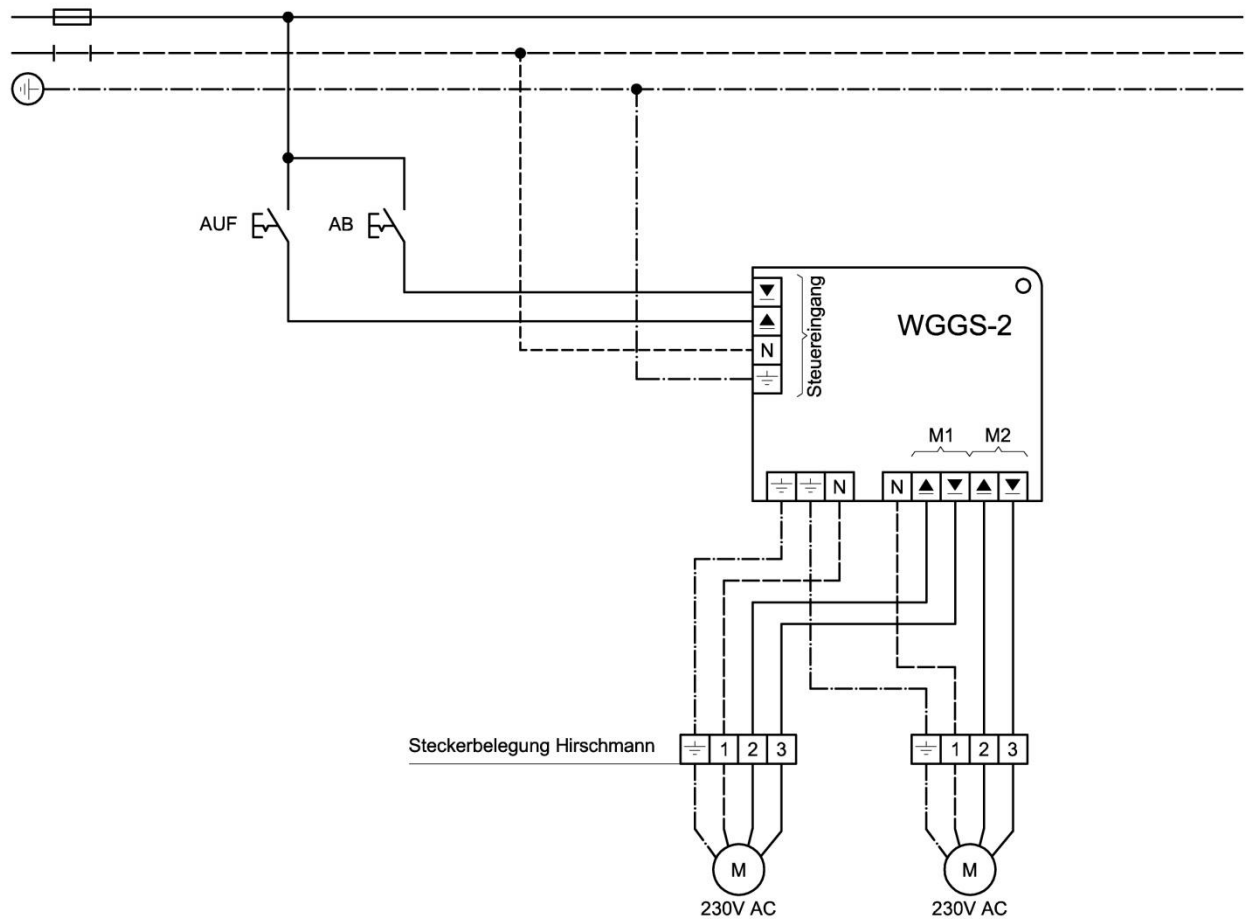 AUF
AB
Steuereingang
WGGS-2
N
M1 M2
N
N
Steckerbelegung Hirschmann
1 2 3
1 2 3
M
M
230V AC
230V AC